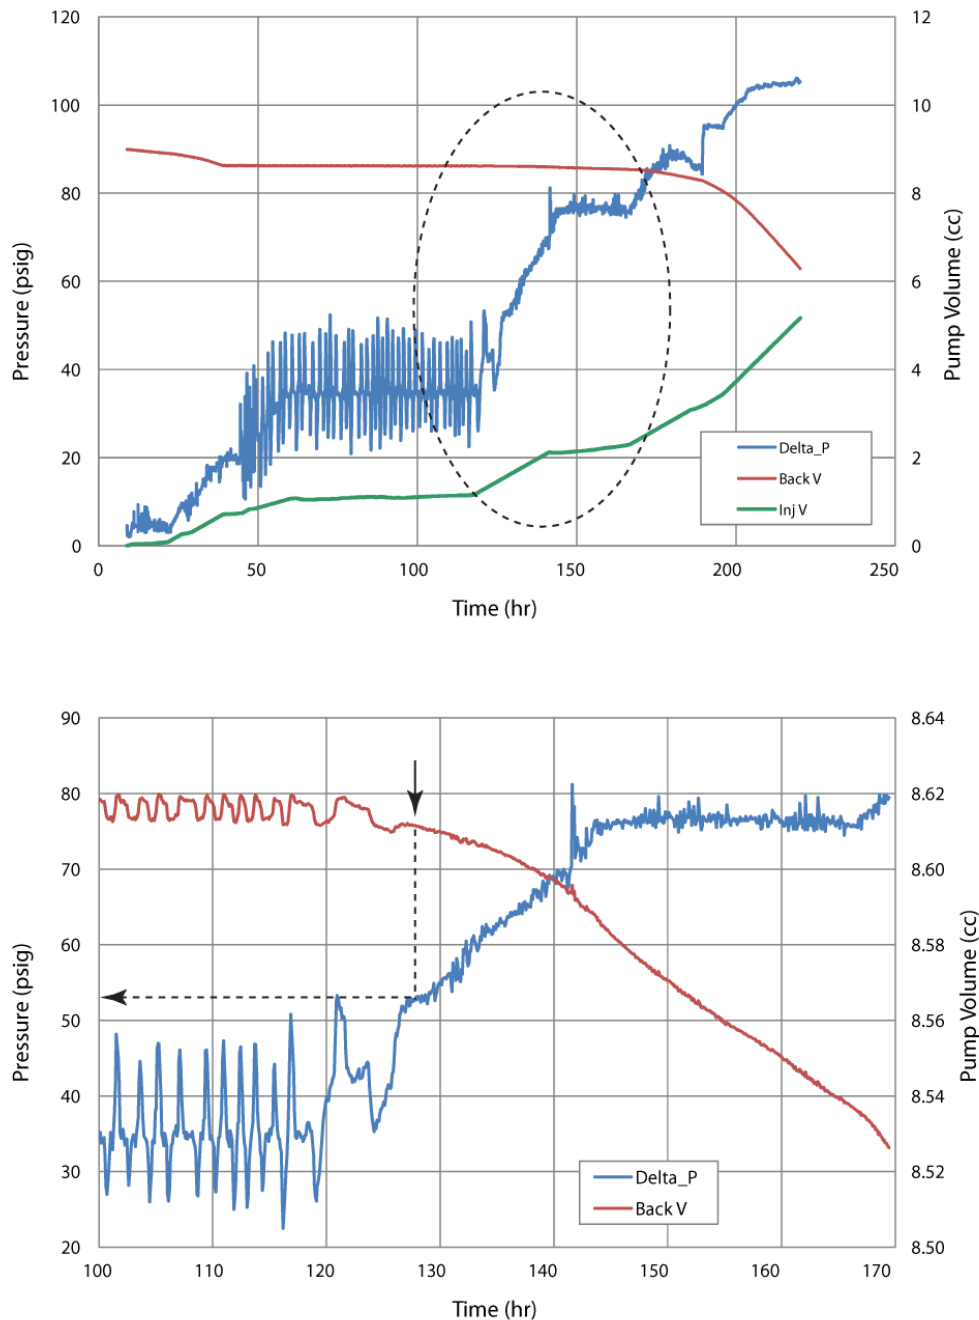 120
100
80
60
40
20
0
Pressure (psig)
12
10
8
6
4
2
0
Pump Volume (cc)
Delta_P
Back V
Inj V
0 50 100 150 200 250
Time (hr)
90
80
70
60
50
40
30
20
Pressure (psig)
8.64
8.62
8.60
8.58
8.56
8.54
8.52
8.50
Pump Volume (cc)
Delta_P
Back V
100 110 120 130 140 150 160 170
Time (hr)